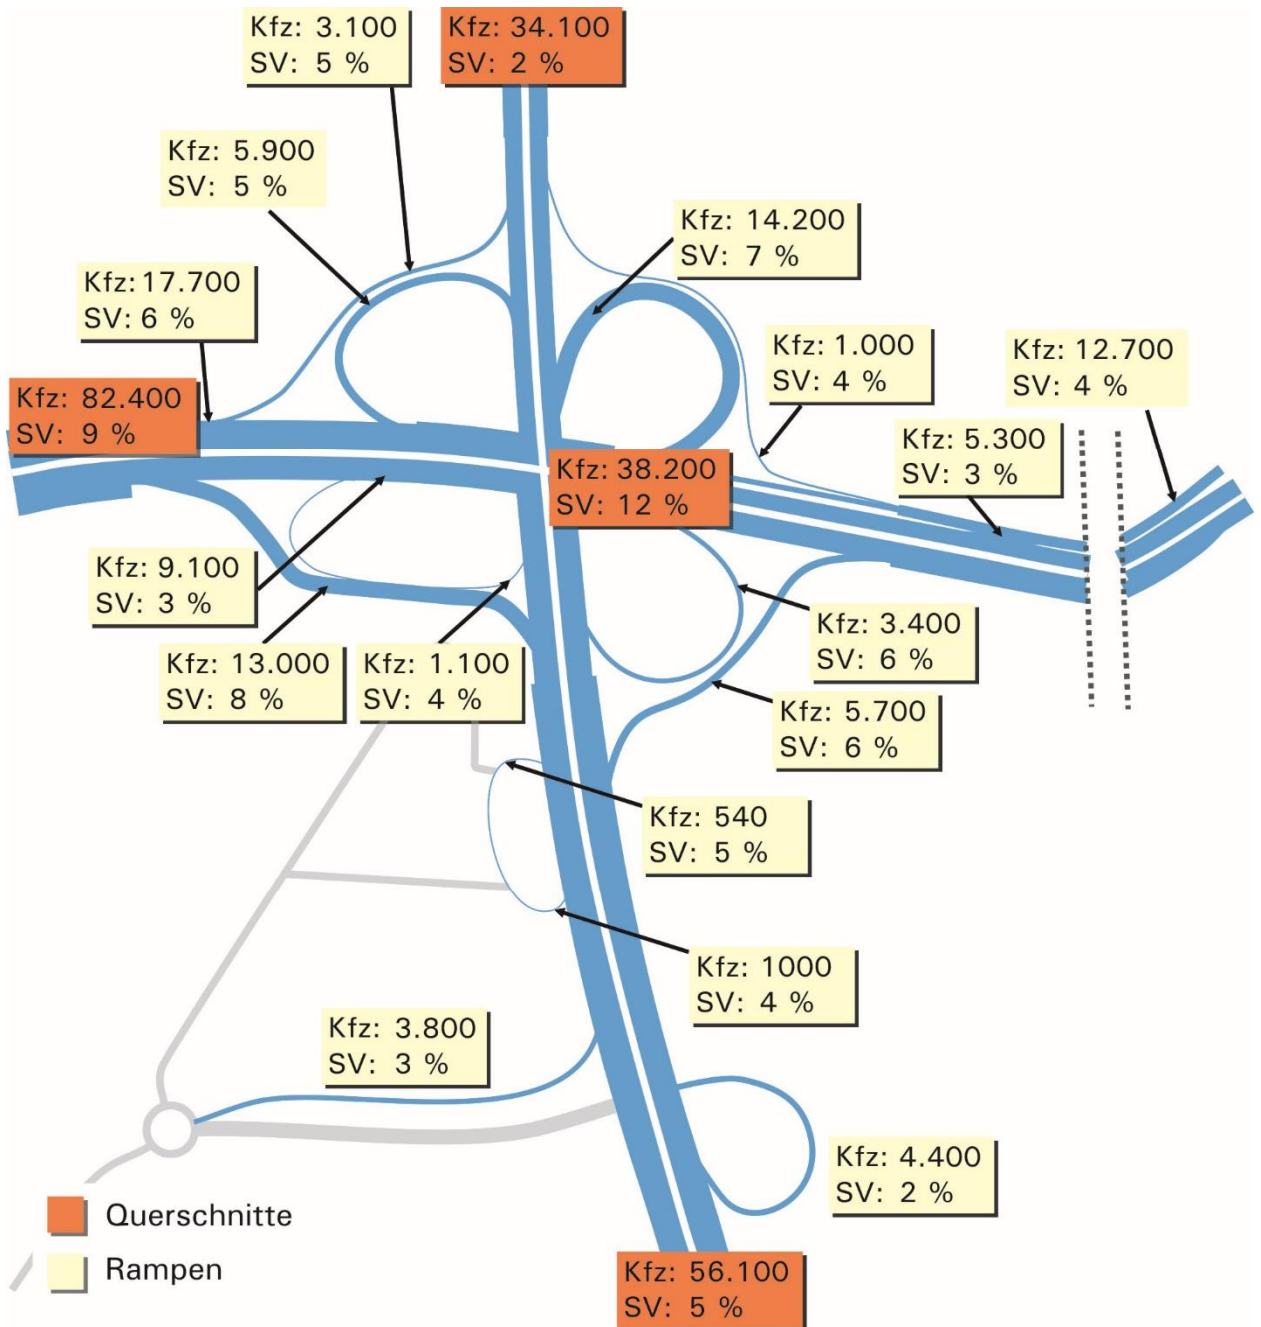 Kfz: 3.100
SV: 5 %
Kfz: 34.100
SV: 2 %
Kfz: 5.900
SV: 5 %
Kfz: 14.200
SV: 7 %
Kfz: 17.700
SV: 6 %
Kfz: 1.000
SV: 4 %
Kfz: 12.700
SV: 4 %
Kfz: 82.400
SV: 9 %
Kfz: 5.300
SV: 3 %
Kfz: 38.200
SV: 12 %
Kfz: 9.100
SV: 3 %
Kfz: 3.400
SV: 6 %
Kfz: 13.000
SV: 8 %
Kfz: 1.100
SV: 4 %
Kfz: 5.700
SV: 6 %
Kfz: 540
SV: 5 %
Kfz: 1000
SV: 4 %
Kfz: 3.800
SV: 3 %
Kfz: 4.400
SV: 2 %
Querschnitte
Rampen
Kfz: 56.100
SV: 5 %